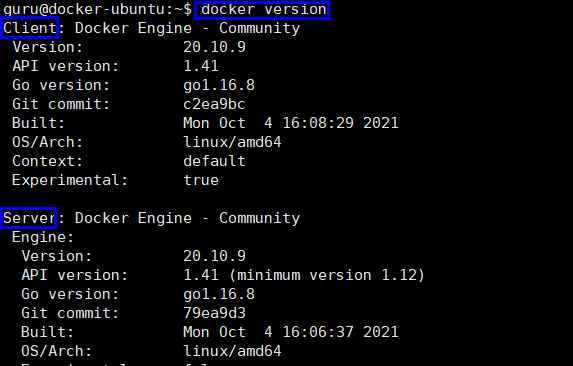 guru@docker-ubuntu:~$ docker version
Client: Docker Engine - Community
Version: 20.10.9
API version: 1.41
Go version: go1.16.8
Git commit: c2ea9bc
Built: Mon Oct  4 16:08:29 2021
OS/Arch: linux/amd64
Context: default
Experimental: true
Server: Docker Engine - Community
Engine:
Version: 20.10.9
API version: 1.41 (minimum version 1.12)
Go version: go1.16.8
Git commit: 79ea9d3
Built: Mon Oct  4 16:06:37 2021
OS/Arch: linux/amd64